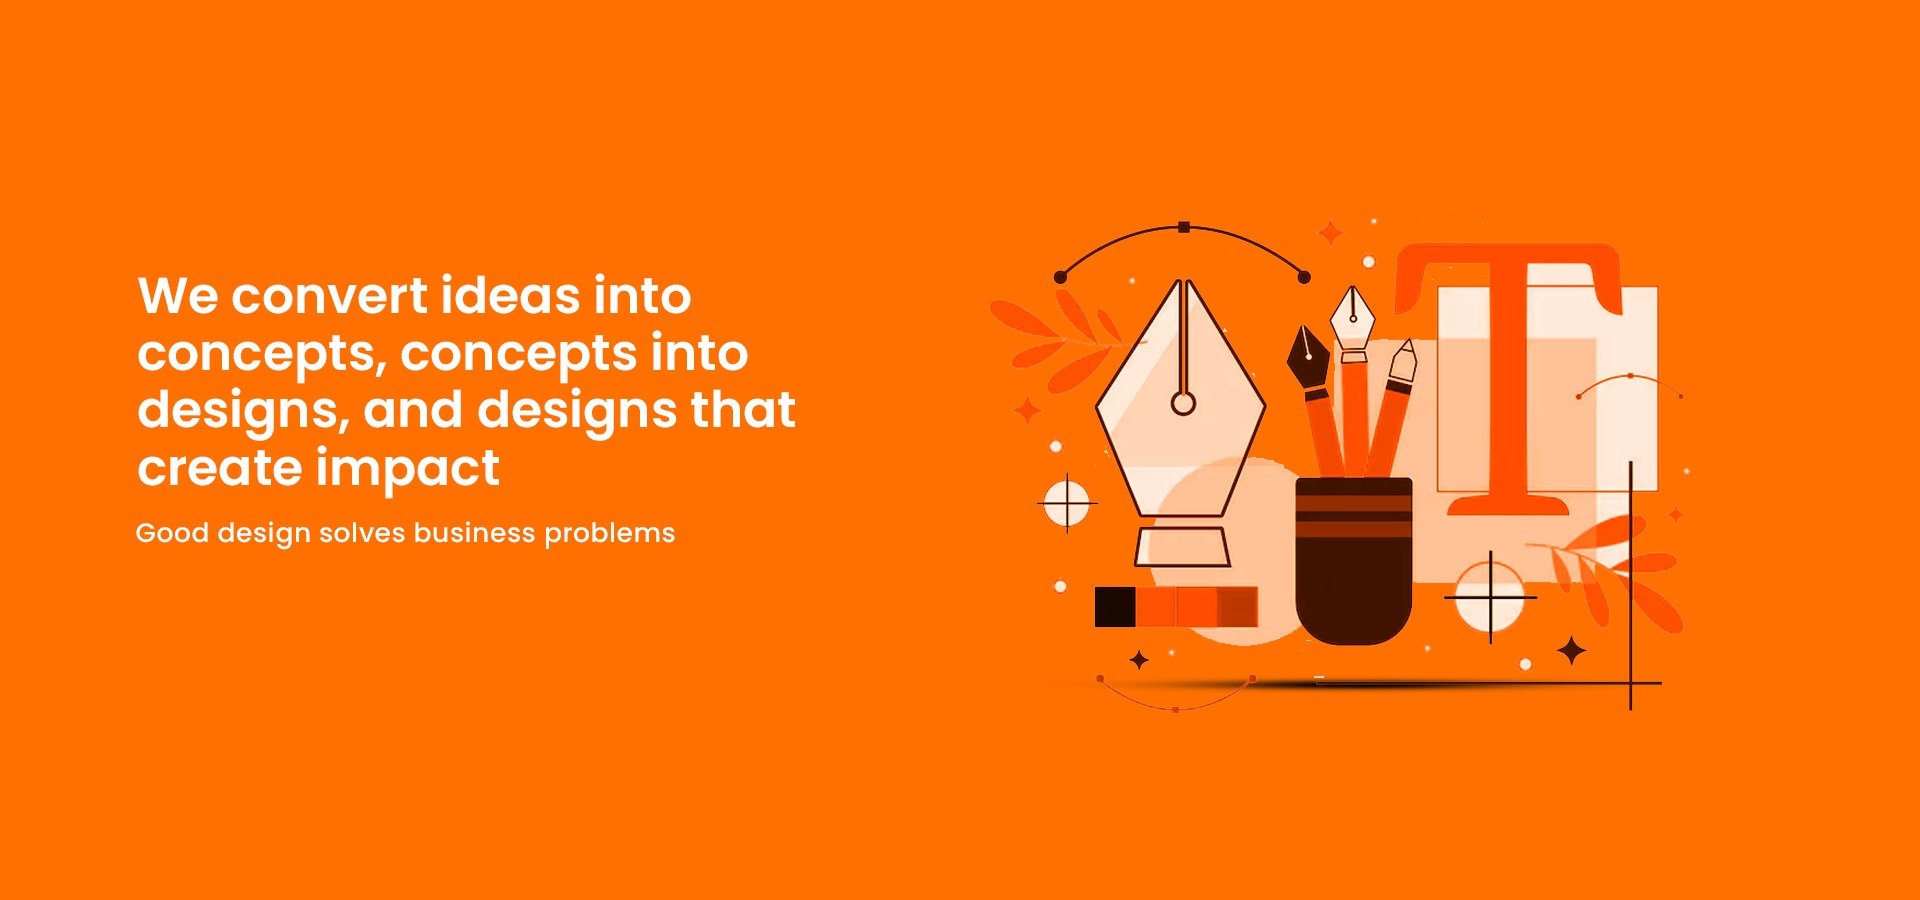 We convert ideas into
concepts, concepts into
designs, and designs that
create impact
Good design solves business problems
T